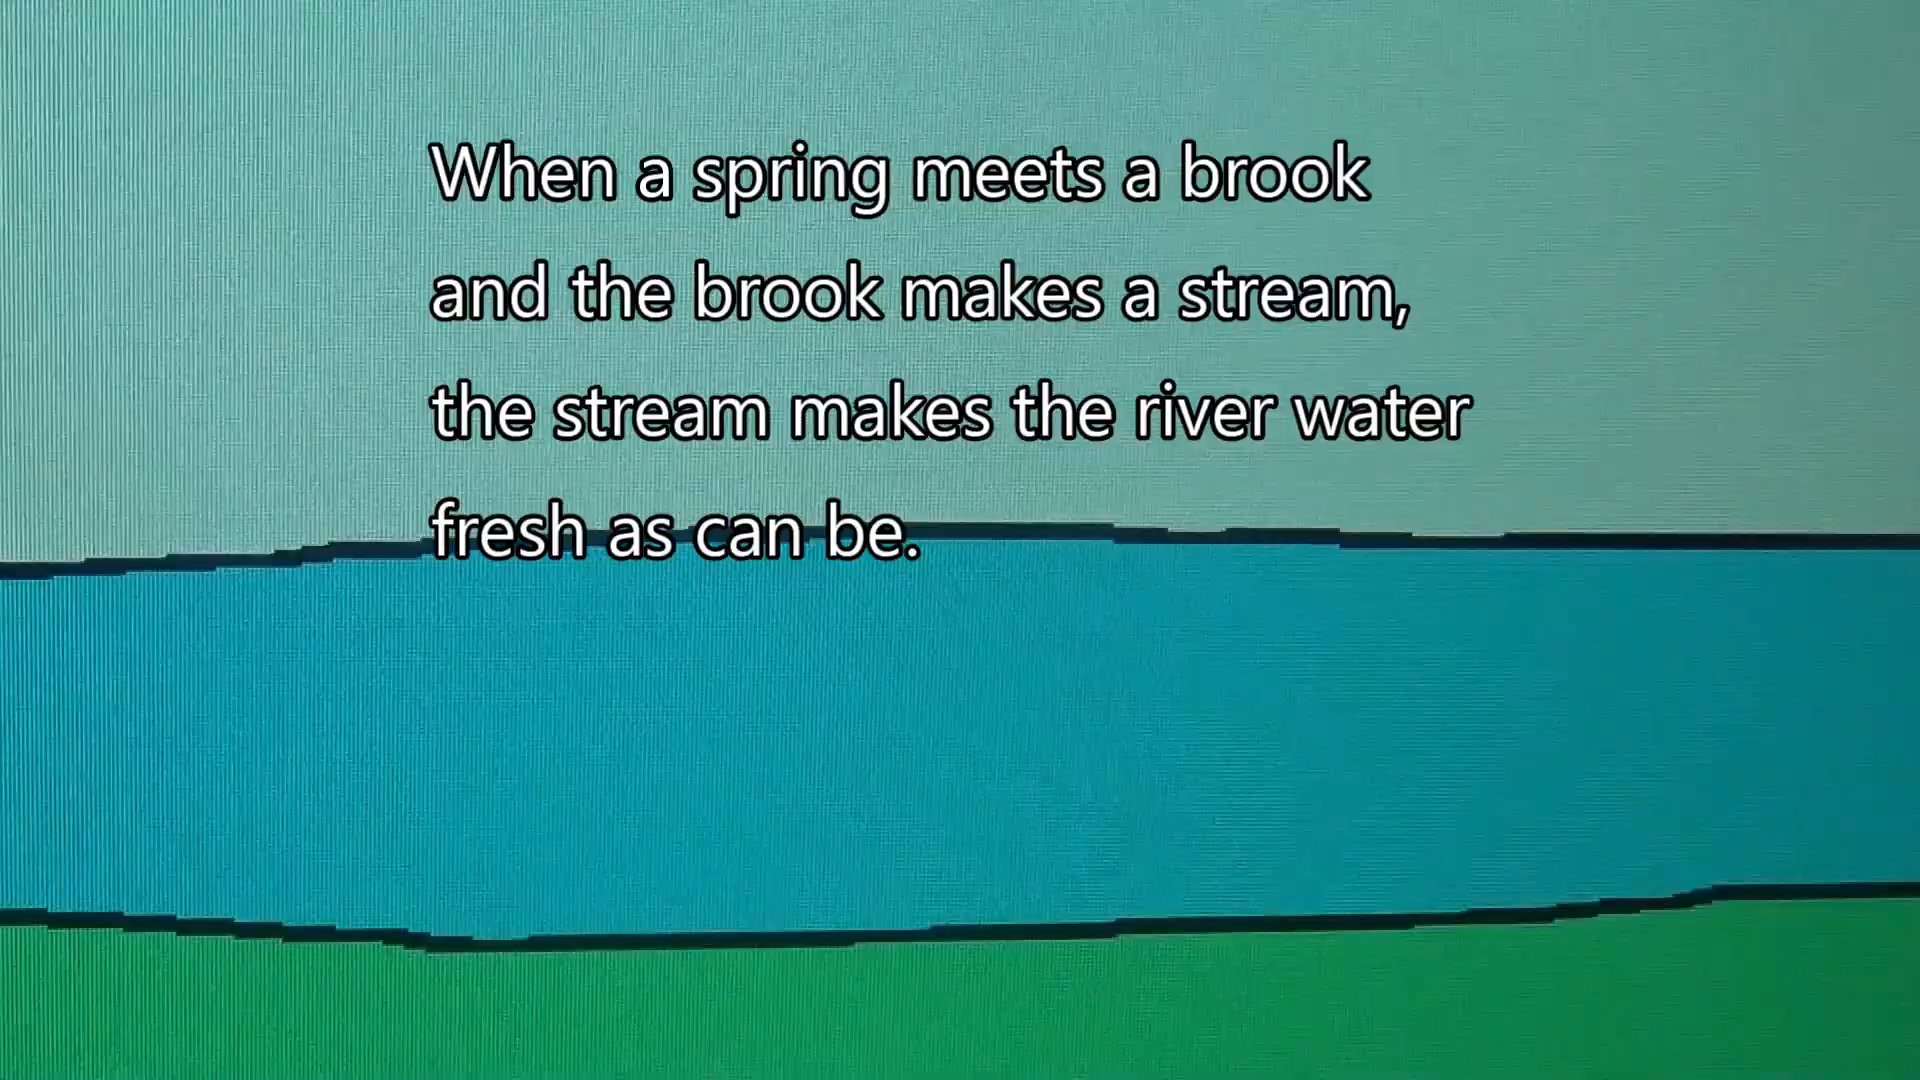 When a spring meets a brook
and the brook makes a stream,
the stream makes the river water
fresh as can be.